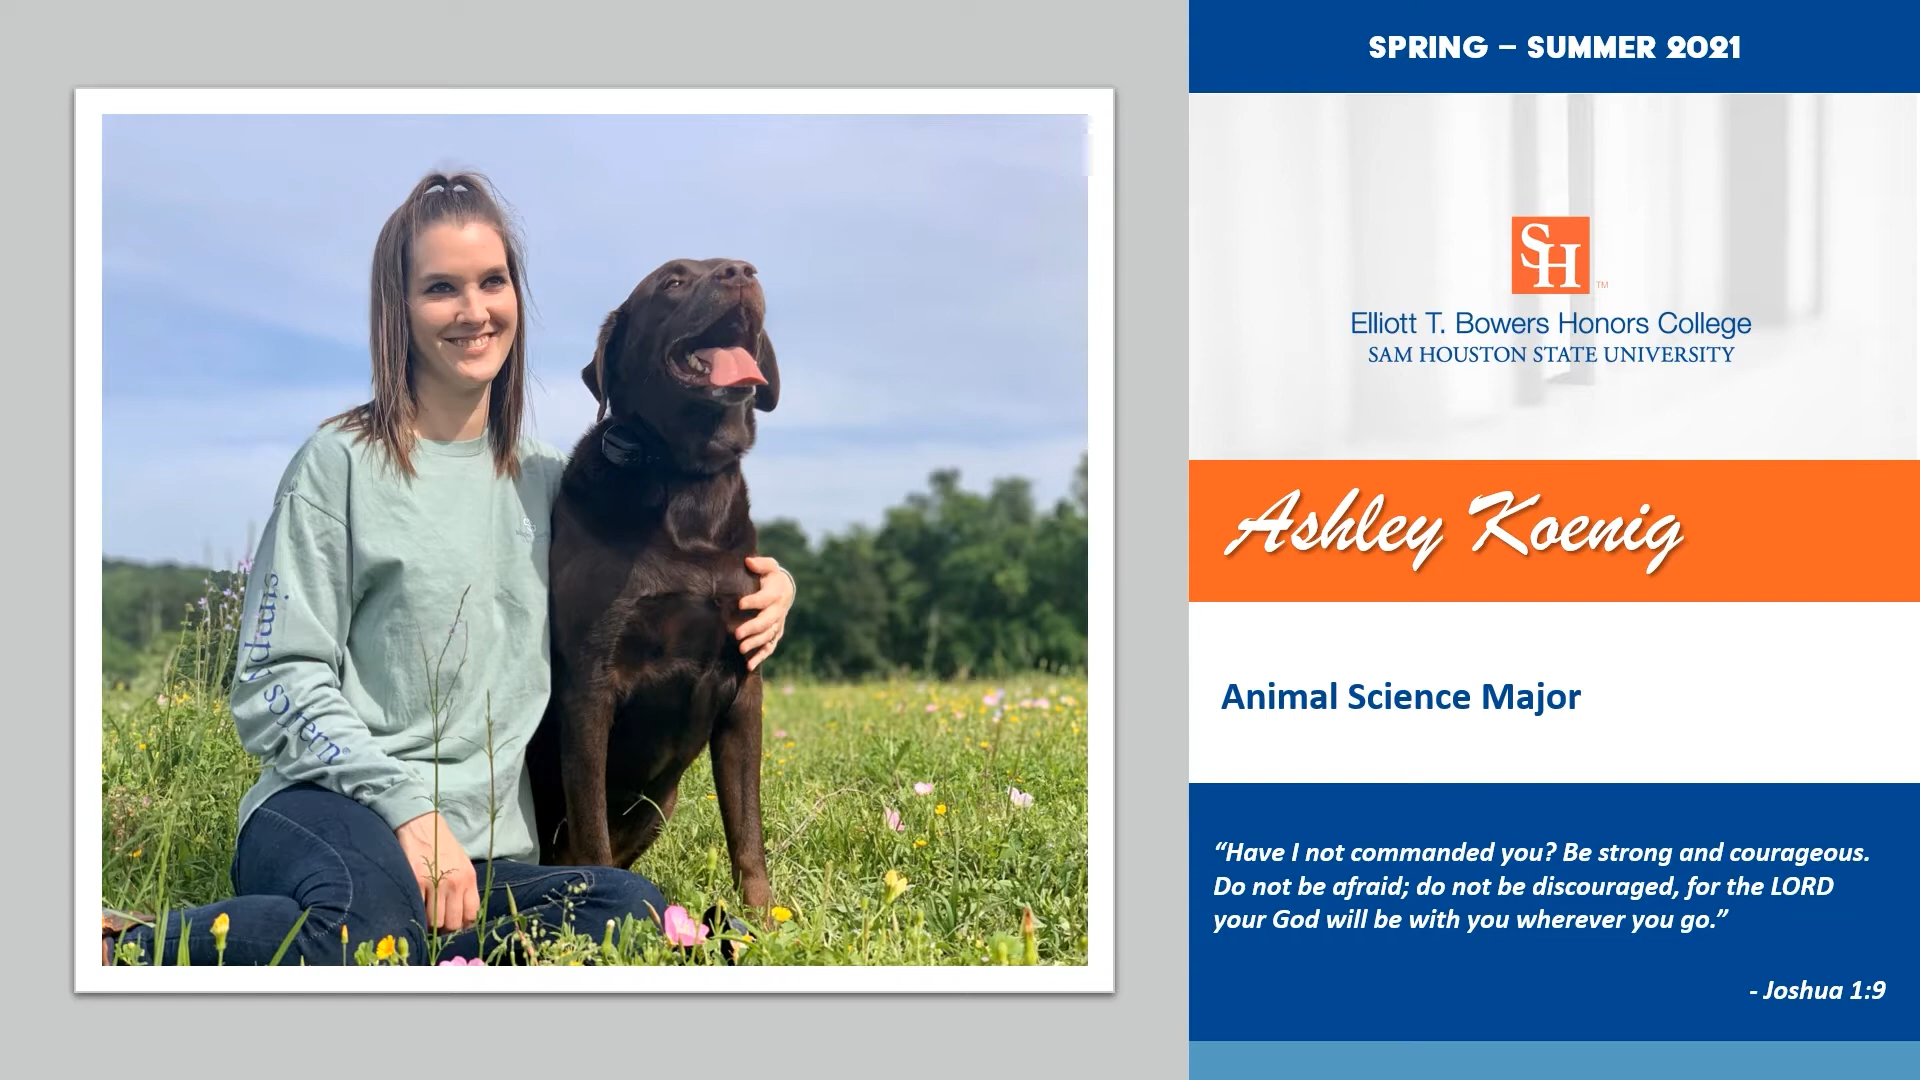 SPRING – SUMMER 2021
SH
TM
Elliott T. Bowers Honors College
SAM HOUSTON STATE UNIVERSITY
Ashley Koenig
Animal Science Major
“Have I not commanded you? Be strong and courageous.
Do not be afraid; do not be discouraged, for the LORD
your God will be with you wherever you go.”
- Joshua 1:9
simply southern